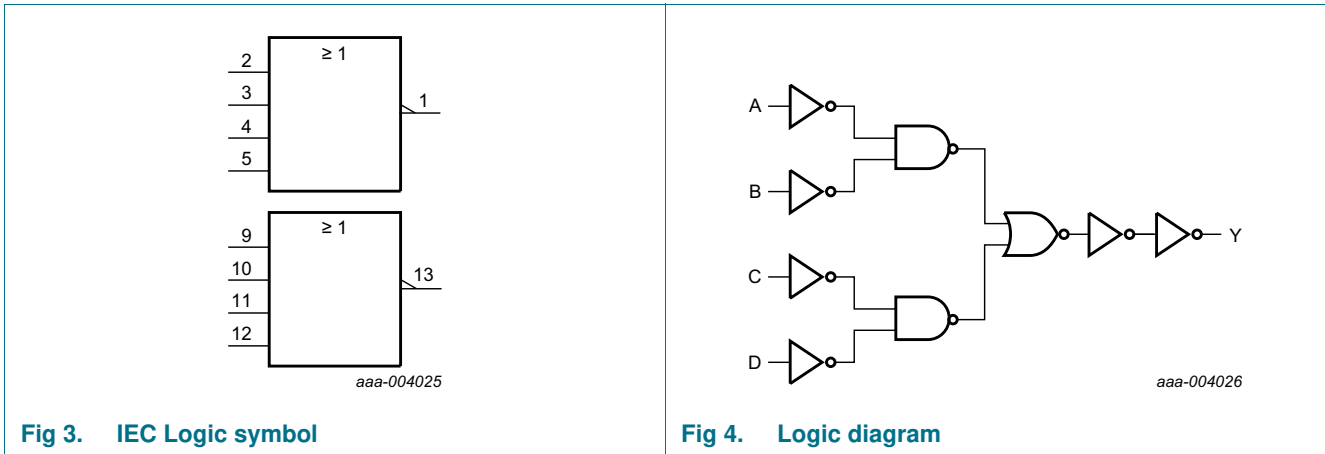 ≥ 1
2
3
4
5
1
≥ 1
9
10
11
12
13
aaa-004025
Fig 3. IEC Logic symbol
A
B
C
D
Y
aaa-004026
Fig 4. Logic diagram